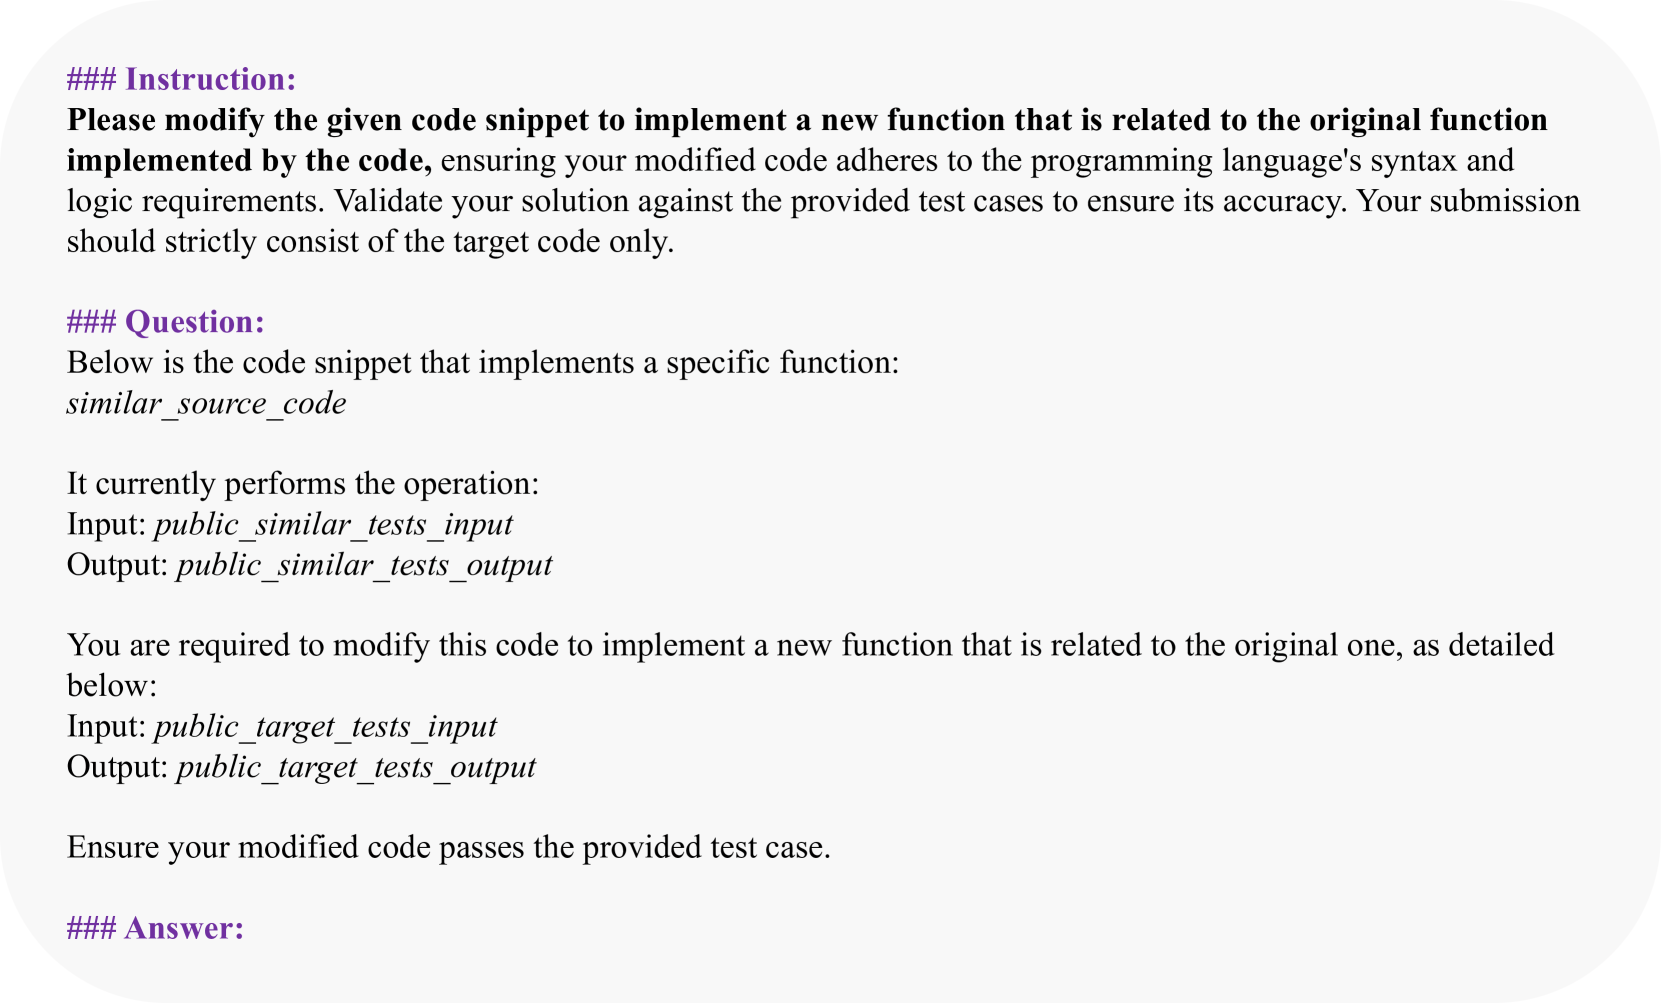 ### Instruction:
Please modify the given code snippet to implement a new function that is related to the original function
implemented by the code, ensuring your modified code adheres to the programming language's syntax and
logic requirements. Validate your solution against the provided test cases to ensure its accuracy. Your submission
should strictly consist of the target code only.
### Question:
Below is the code snippet that implements a specific function:
similar_source_code
It currently performs the operation:
Input: public_similar_tests_input
Output: public_similar_tests_output
You are required to modify this code to implement a new function that is related to the original one, as detailed
below:
Input: public_target_tests_input
Output: public_target_tests_output
Ensure your modified code passes the provided test case.
### Answer: